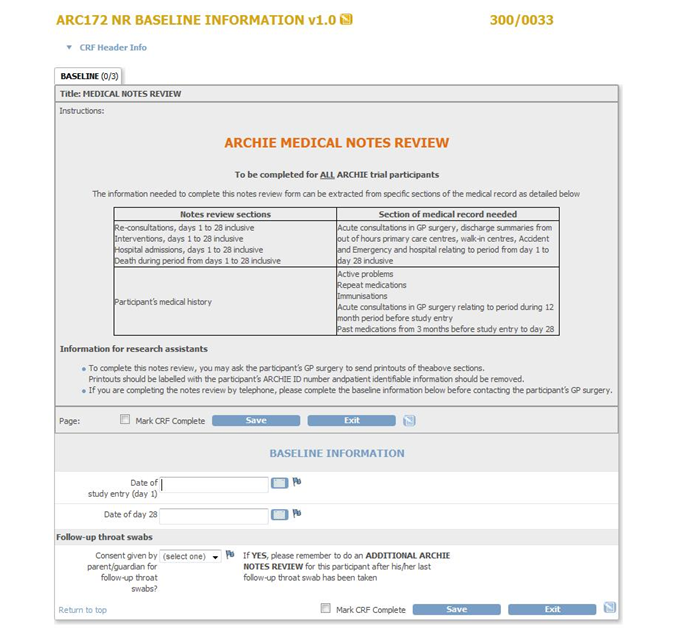 ARC172 NR BASELINE INFORMATION v1.0
300/0033
CRF Header Info
BASELINE (0/3)
Title: MEDICAL NOTES REVIEW
Instructions:
ARCHIE MEDICAL NOTES REVIEW
To be completed for ALL ARCHIE trial participants
The information needed to complete this notes review form can be extracted from specific sections of the medical record as detailed below
Notes review sections
Section of medical record needed
Re-consultations, days 1 to 28 inclusive
Interventions, days 1 to 28 inclusive
Hospital admissions, days 1 to 28 inclusive
Death during period from days 1 to 28 inclusive
Acute consultations in GP surgery, discharge summaries from
out of hours primary care centres, walk-in centres, Accident
and Emergency and hospital relating to period from day 1 to
day 28 inclusive
Participant's medical history
Active problems
Repeat medications
Immunisations
Acute consultations in GP surgery relating to period during 12
month period before study entry
Past medications from 3 months before study entry to day 28
Information for research assistants
To complete this notes review, you may ask the participant's GP surgery to send printouts of theabove sections.
Printouts should be labelled with the participant's ARCHIE ID number andpatient identifiable information should be removed.
If you are completing the notes review by telephone, please complete the baseline information below before contacting the participant's GP surgery.
Page:
Mark CRF Complete
Save
Exit
BASELINE INFORMATION
Date of
study entry (day 1)
Date of day 28
Follow-up throat swabs
Consent given by
parent/guardian for
follow-up throat
swabs?
(select one)
If YES, please remember to do an ADDITIONAL ARCHIE
NOTES REVIEW for this participant after his/her last
follow-up throat swab has been taken
Return to top
Mark CRF Complete
Save
Exit